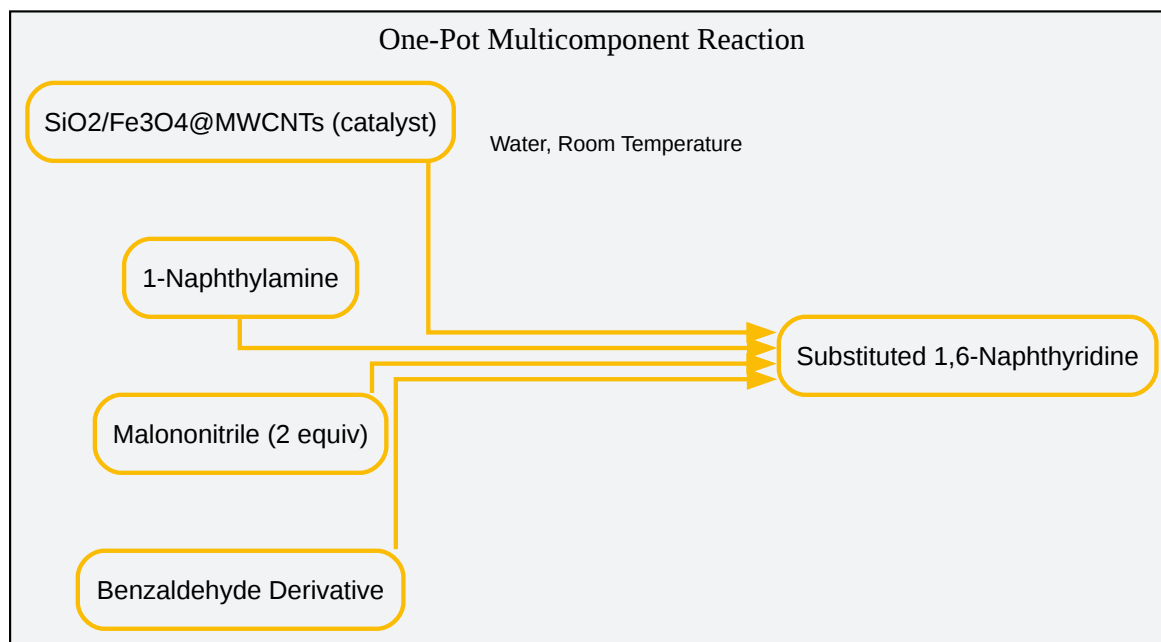 One-Pot Multicomponent Reaction
SiO2/Fe3O4@MWCNTs (catalyst)
Water, Room Temperature
1-Naphthylamine
Substituted 1,6-Naphthyridine
Malononitrile (2 equiv)
Benzaldehyde Derivative